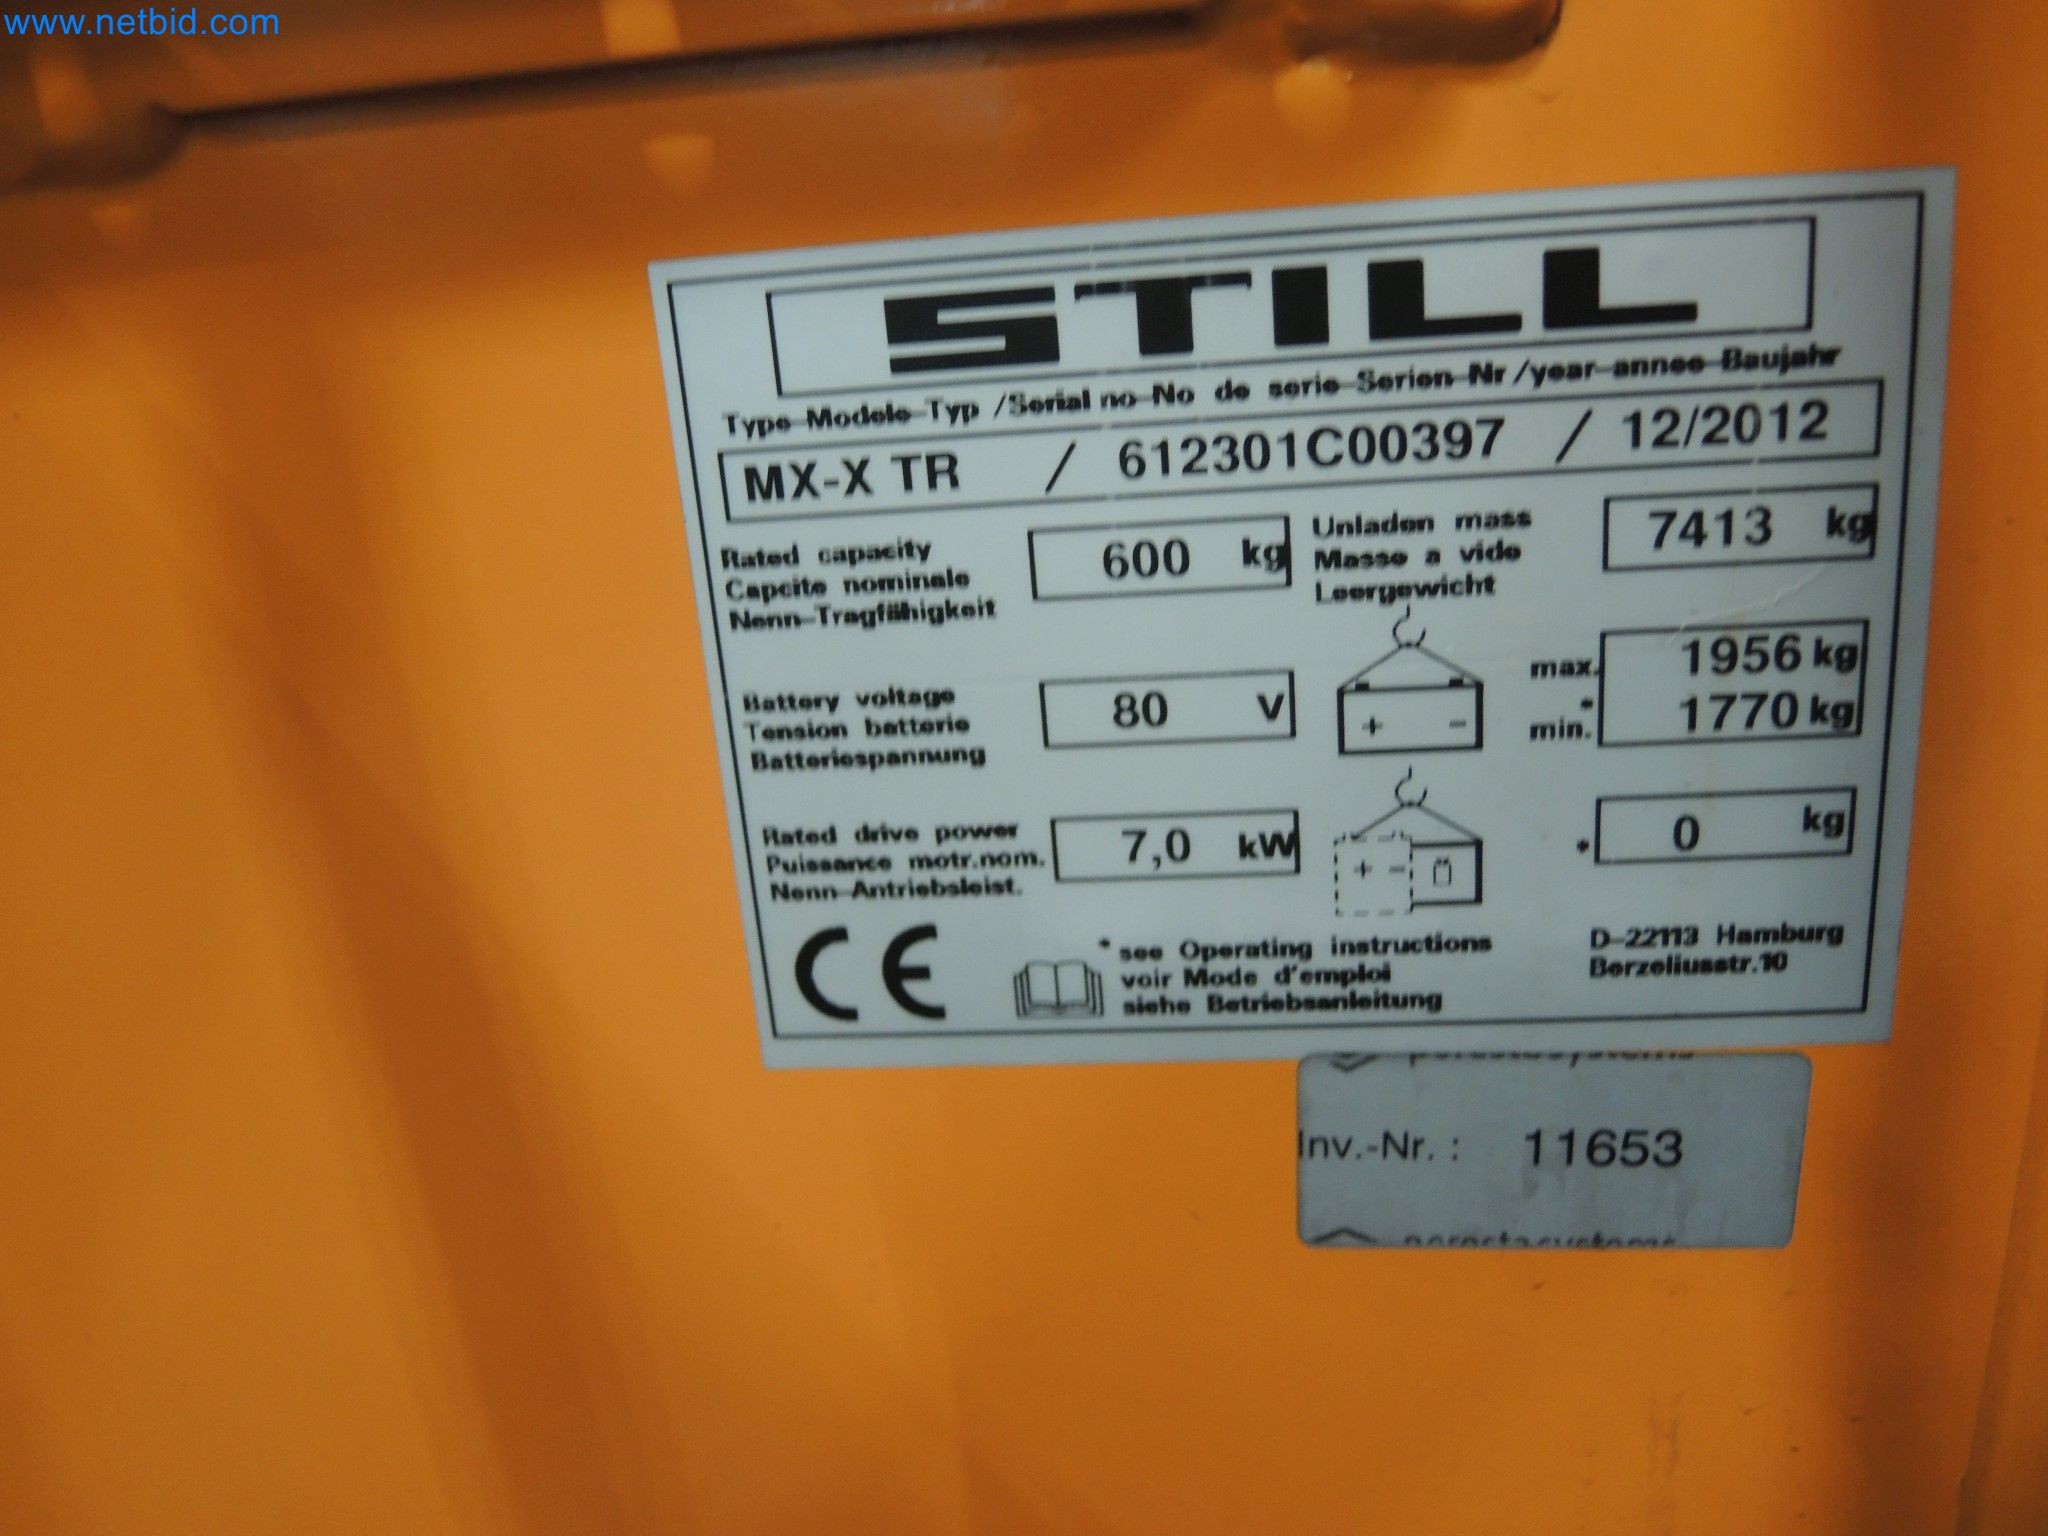 www.netbid.com
STILL
Type Modele Typ /Serial no No de serie Serien Nr /year annee Baujahr
MX-X TR / 612301C00397 / 12/2012
Rated capacity
Capcite nominale
Nenn-Tragfähigkeit
600 kg
Unladen mass
Masse a vide
Leergewicht
7413 kg
Battery voltage
Tension batterie
Batteriespannung
80 V
+ -
max. 1956 kg
* min. 1770 kg
Rated drive power
Puissance motr.nom.
Nenn-Antriebsleist.
7,0 kW
+ -
* 0 kg
CE
* see Operating instructions
voir Mode d'emploi
siehe Betriebsanleitung
D-22113 Hamburg
Berzeliusstr.10
Inv.-Nr. : 11653